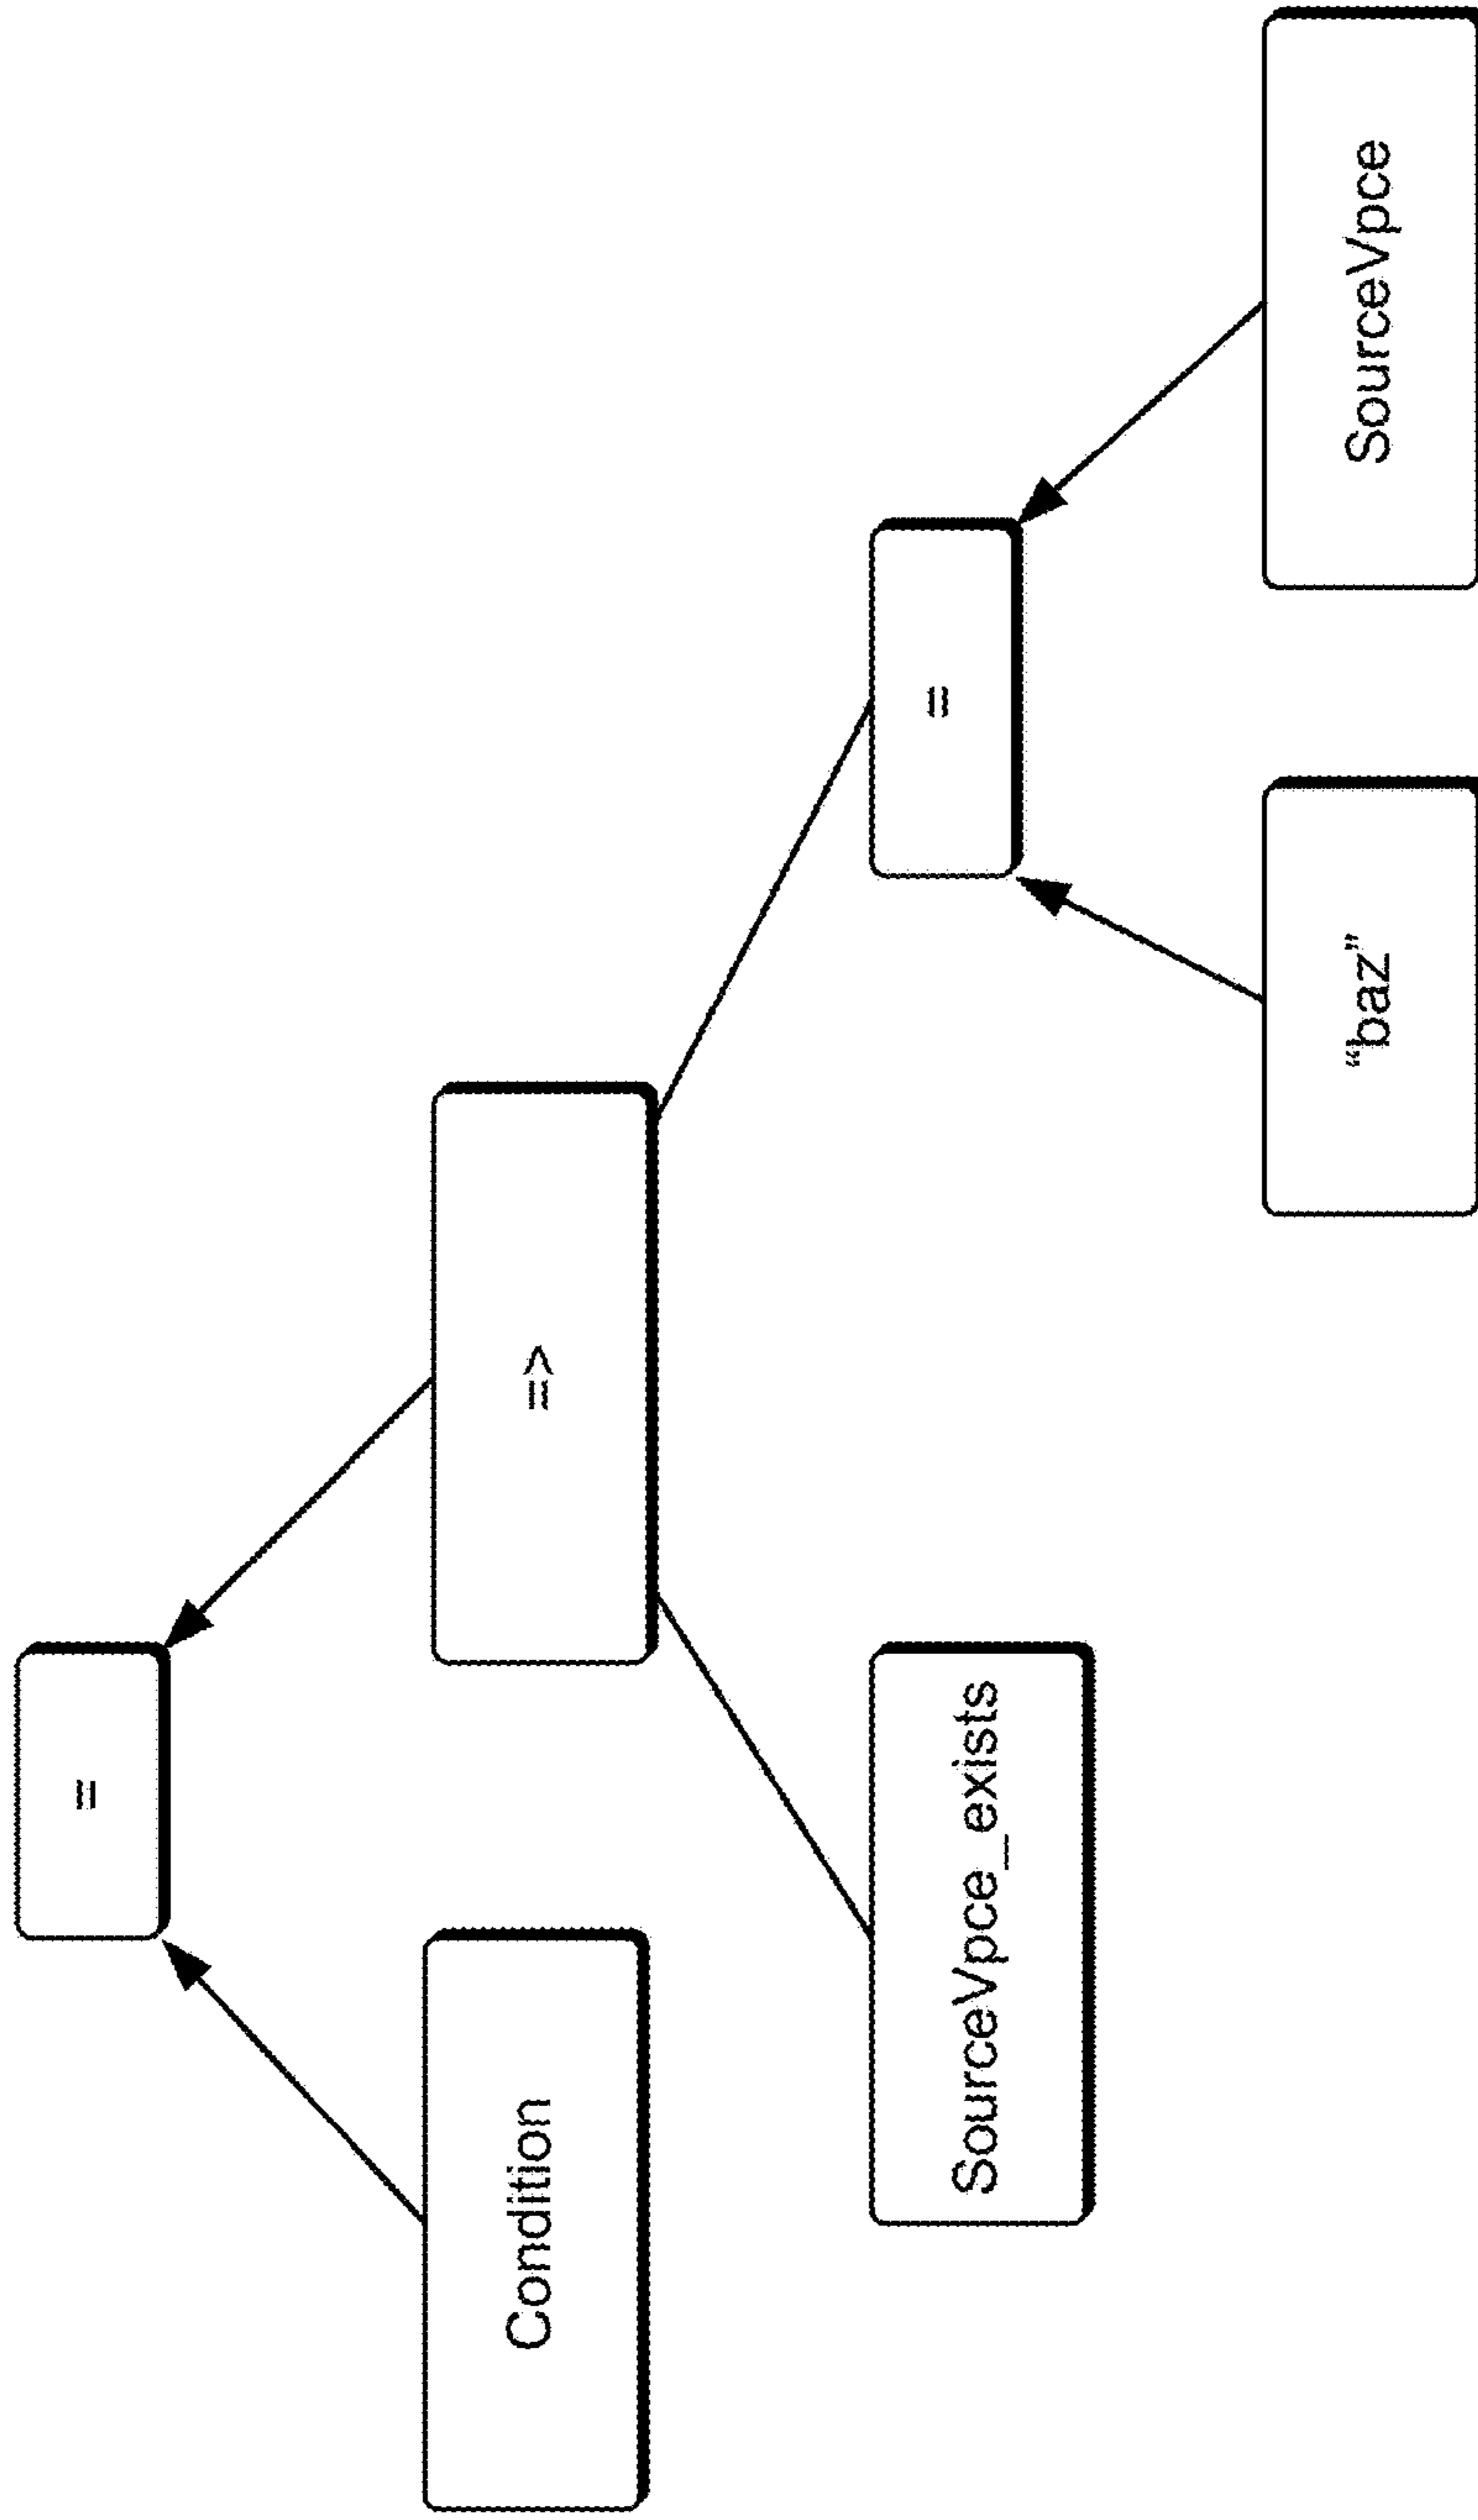 =
Condition
=>
SourceVpce_exists
=
“baz”
SourceVpce